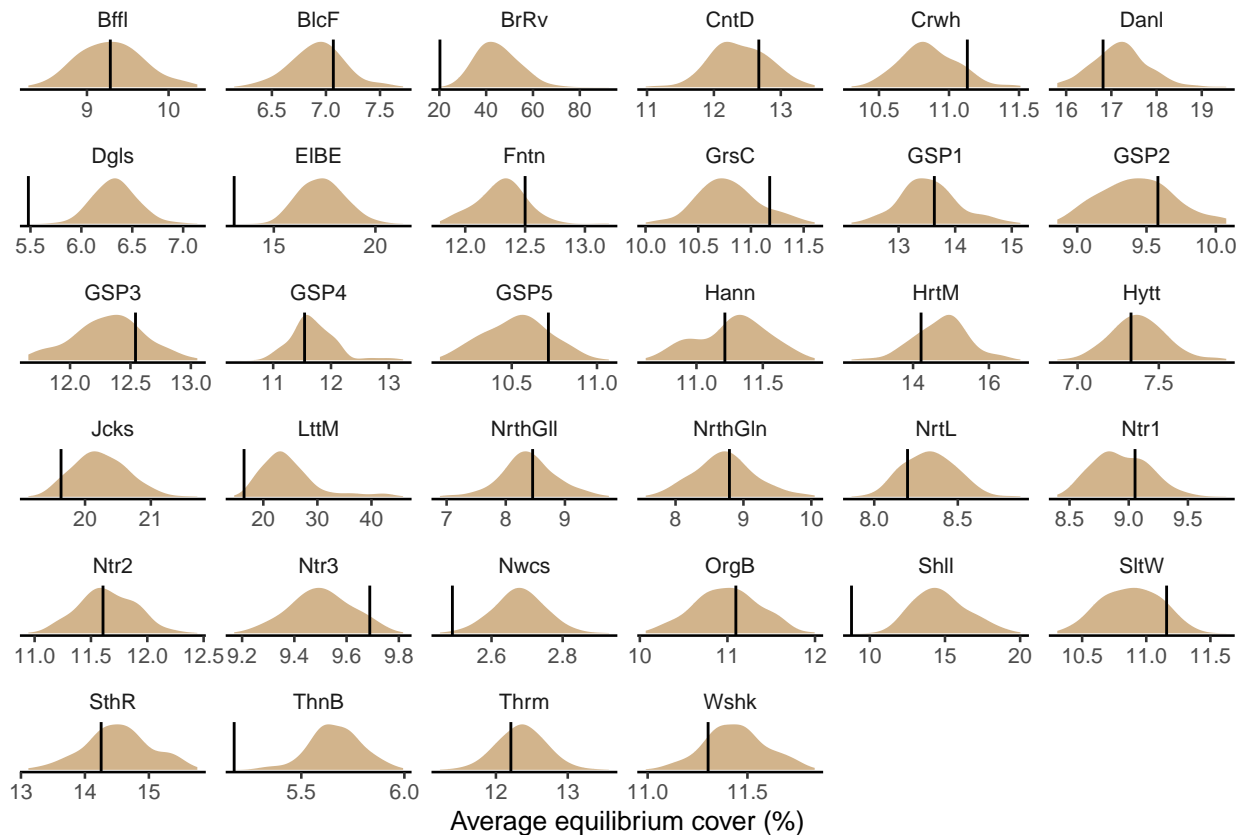 Bffl BlcF BrRv CntD Crwh Danl
9 10 6.5 7.0 7.5 20 40 60 80 11 12 13 10.5 11.0 11.5 16 17 18 19
Dgls ElBE Fntn GrsC GSP1 GSP2
5.5 6.0 6.5 7.0 15 20 12.0 12.5 13.0 10.0 10.5 11.0 11.5 13 14 15 9.0 9.5 10.0
GSP3 GSP4 GSP5 Hann HrtM Hytt
12.0 12.5 13.0 11 12 13 10.5 11.0 11.0 11.5 14 16 7.0 7.5
Jcks LttM NrthGll NrthGln NrtL Ntr1
20 21 20 30 40 7 8 9 8 9 10 8.0 8.5 8.5 9.0 9.5
Ntr2 Ntr3 Nwcs OrgB Shll SltW
11.0 11.5 12.0 12.5 9.2 9.4 9.6 9.8 2.6 2.8 10 11 12 10 15 20 10.5 11.0 11.5
SthR ThnB Thrm Wshk
13 14 15 5.5 6.0 12 13 11.0 11.5
Average equilibrium cover (%)